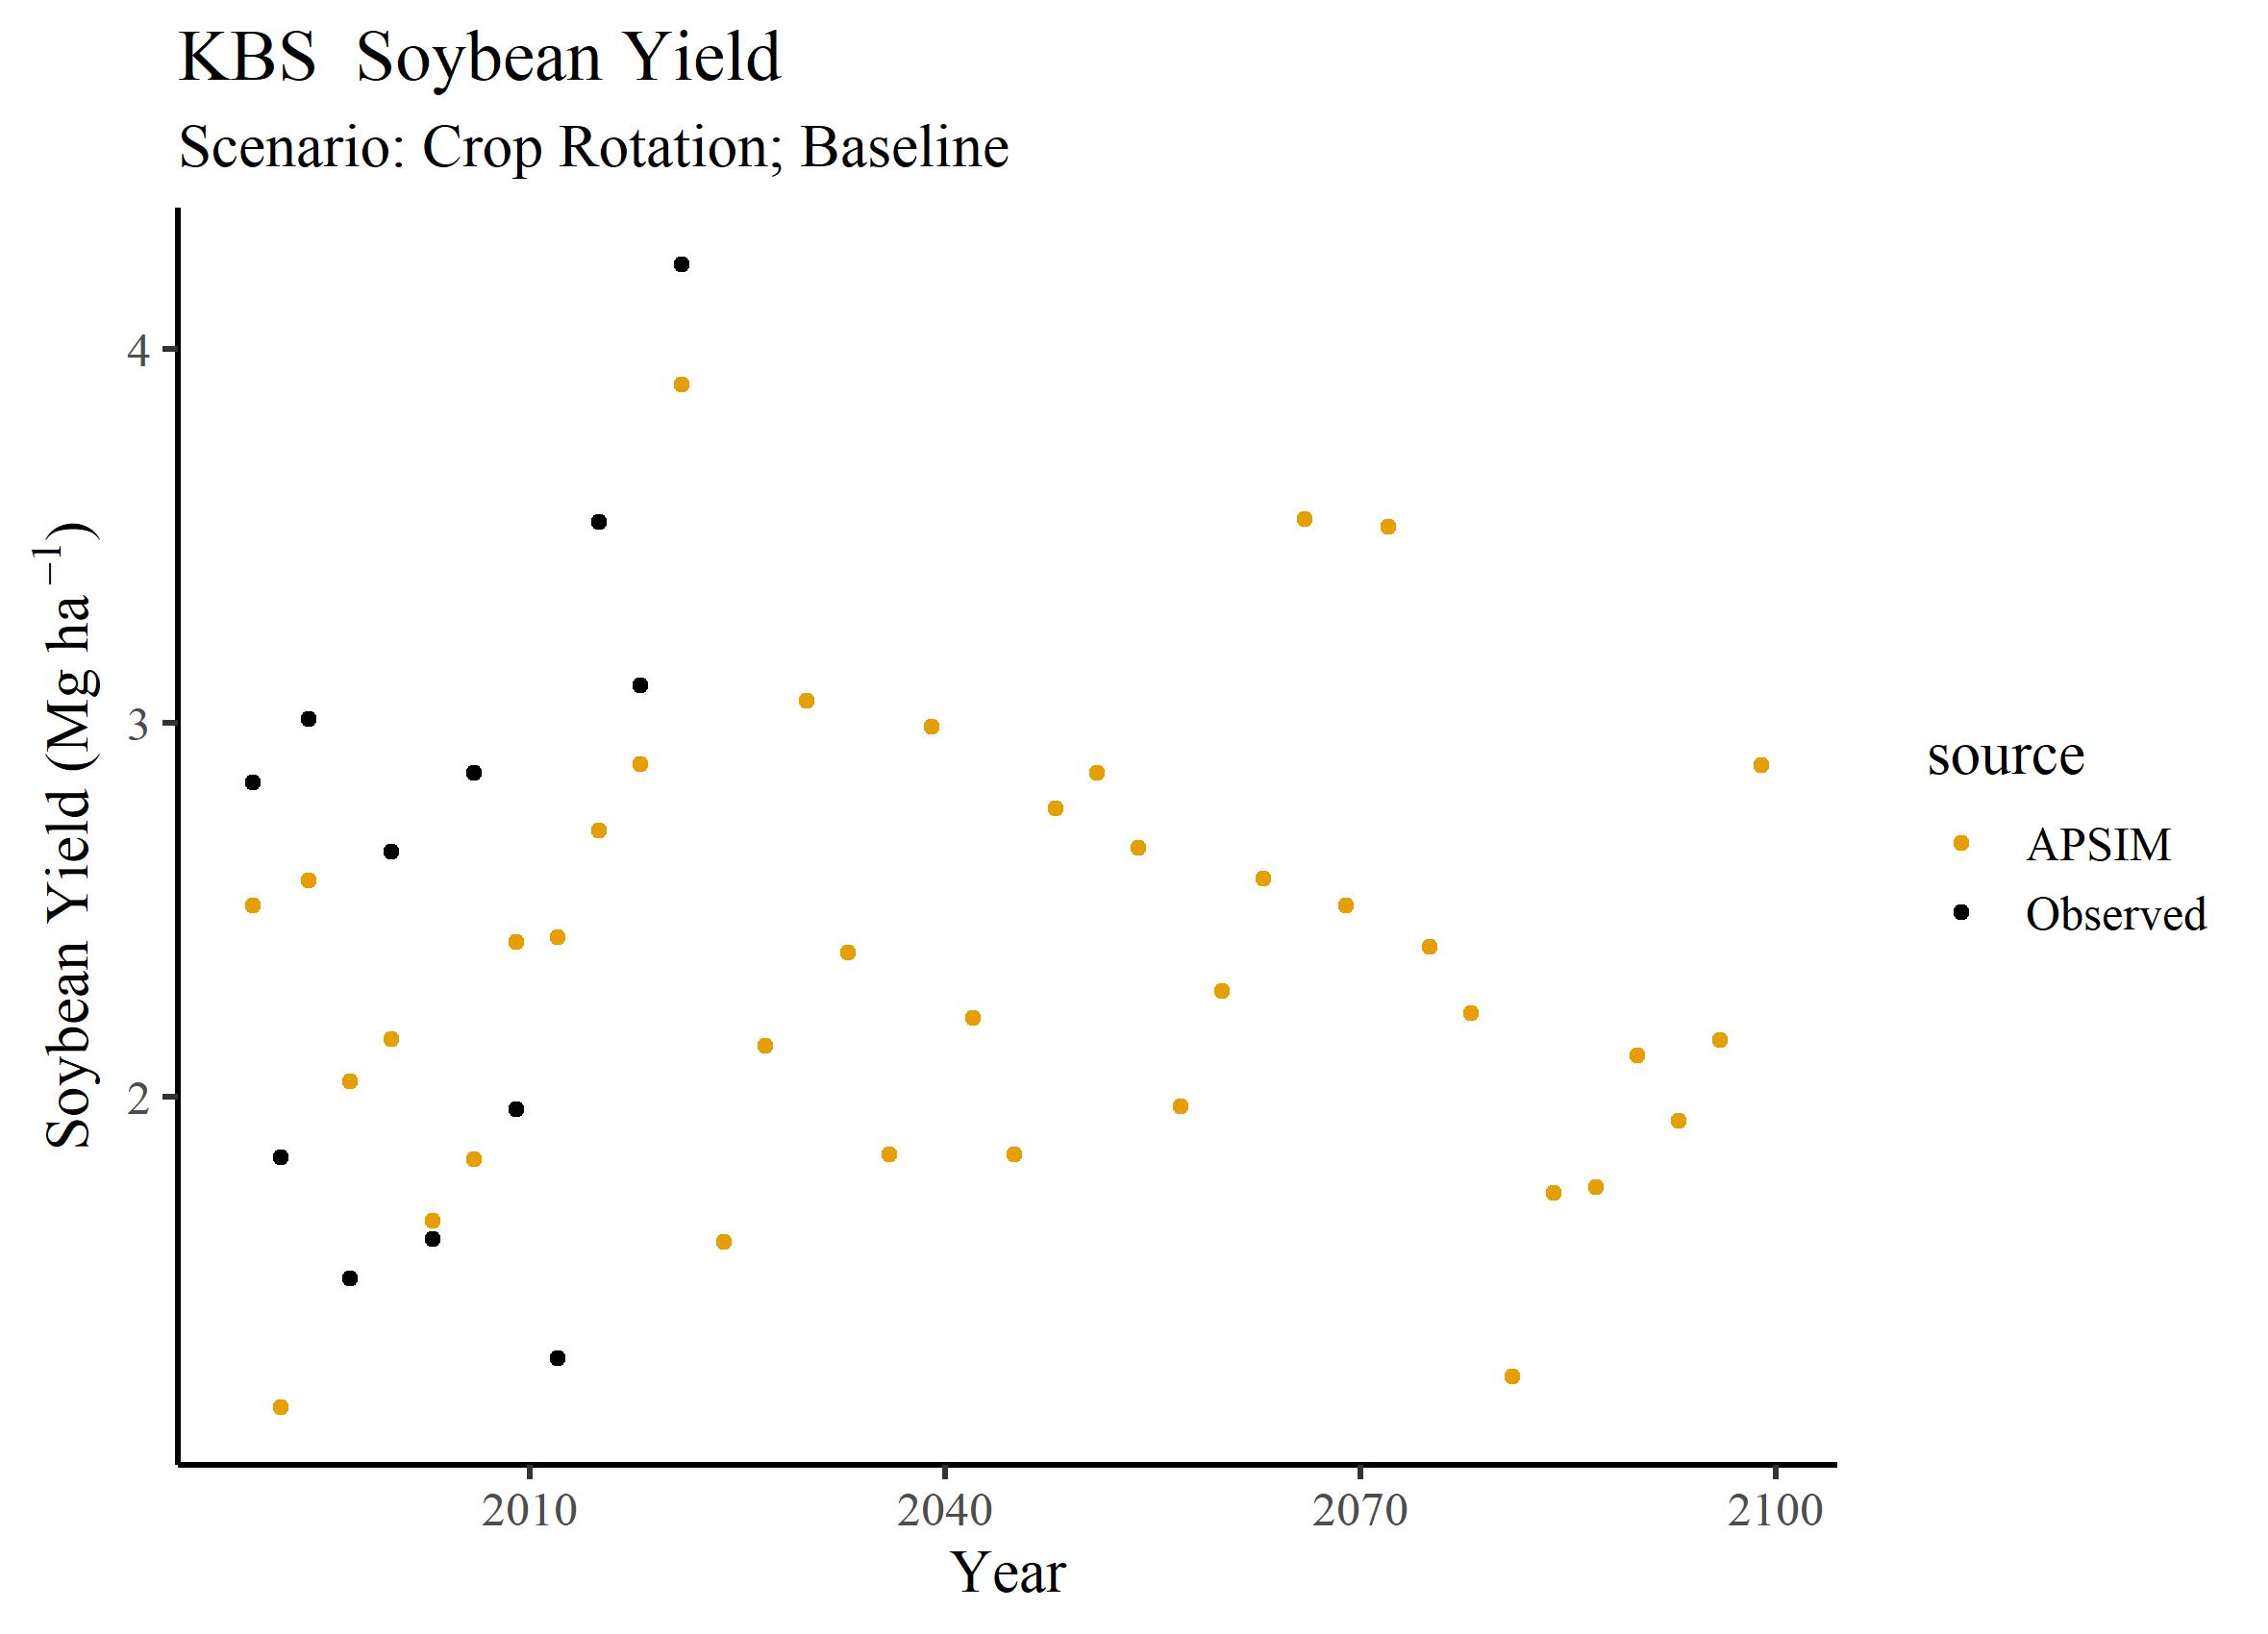 KBS  Soybean Yield
Scenario: Crop Rotation; Baseline
Soybean Yield (Mg ha⁻¹)
4
3
2
2010
2040
2070
2100
Year
source
APSIM
Observed